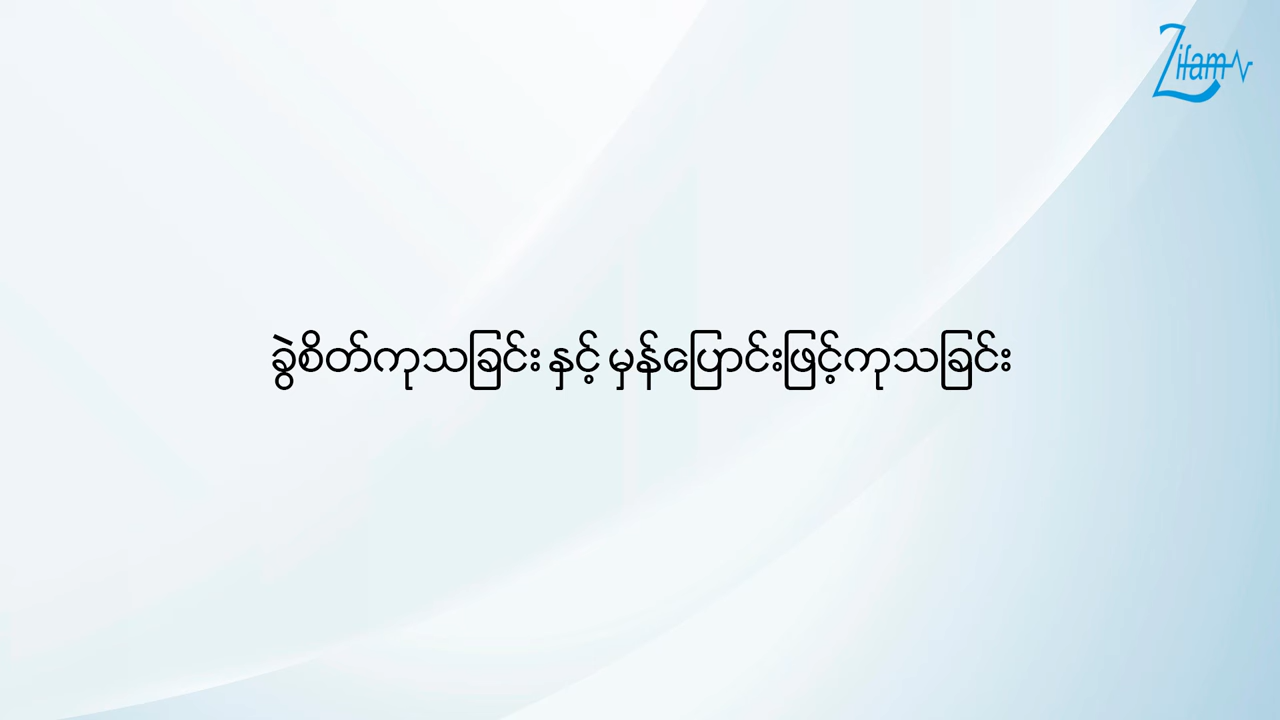 Zifam
ခွဲစိတ်ကုသခြင်း နှင့် မှန်ပြောင်းဖြင့်ကုသခြင်း